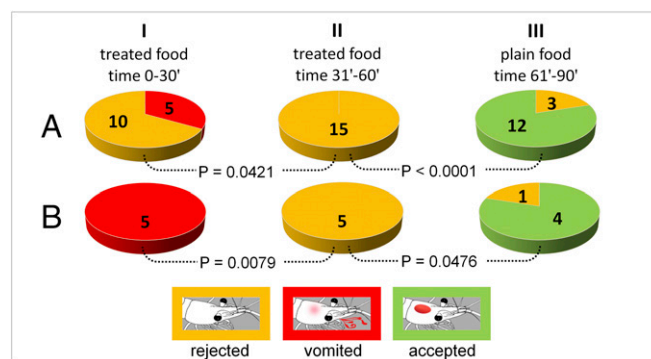 I II III
treated food treated food plain food
time 0-30' time 31'-60' time 61'-90'
A 10 5 15 12 3
P = 0.0421 P < 0.0001
B 5 5 1 4
P = 0.0079 P = 0.0476
rejected vomited accepted